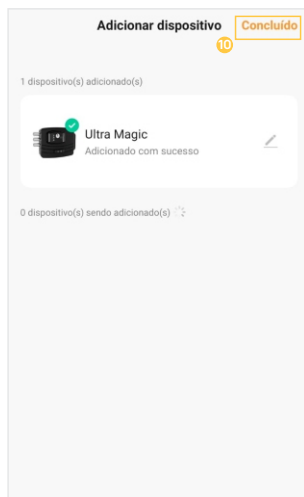 Adicionar dispositivo Concluído
10
1 dispositivo(s) adicionado(s)
Ultra Magic
Adicionado com sucesso
0 dispositivo(s) sendo adicionado(s)